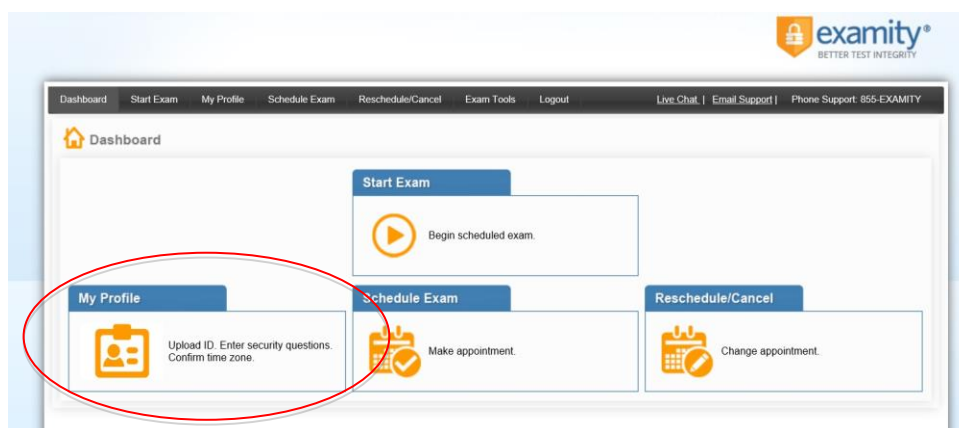 examity®
BETTER TEST INTEGRITY
Dashboard Start Exam My Profile Schedule Exam Reschedule/Cancel Exam Tools Logout Live Chat | Email Support | Phone Support: 855-EXAMITY
Dashboard
Start Exam
Begin scheduled exam.
My Profile
Upload ID. Enter security questions.
Confirm time zone.
Schedule Exam
Make appointment.
Reschedule/Cancel
Change appointment.